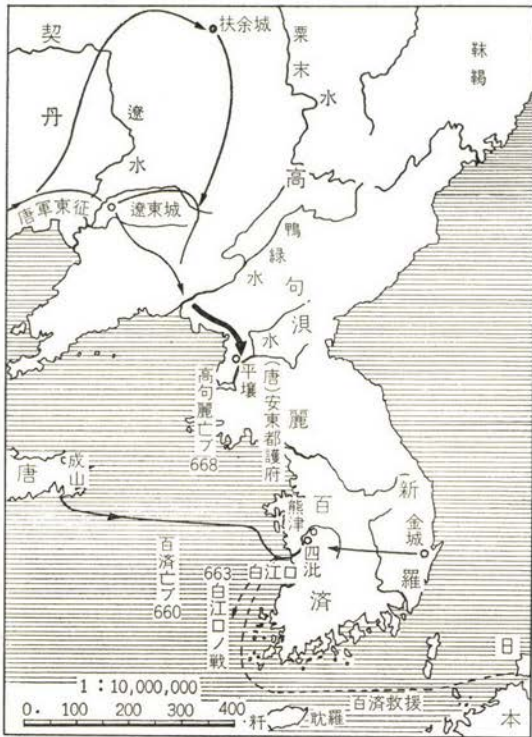 契丹
扶余城
粟末水
靺鞨
遼水
唐軍東征
遼東城
高句麗
鴨緑水
浿水
平壌
高句麗亡ブ
668
(唐)安東都護府
唐
成山
新羅
百済
熊津
金城
四沘
百済亡ブ
660
663
白江口
白江口ノ戦
日本
1:10,000,000
0. 100 200 300 400
粁
耽羅
百済救援